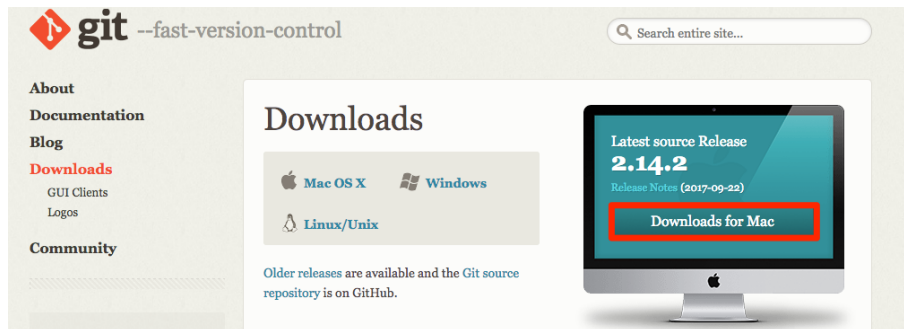 git --fast-version-control
Search entire site...
About
Documentation
Blog
Downloads
GUI Clients
Logos
Community
Downloads
Mac OS X
Windows
Linux/Unix
Older releases are available and the Git source
repository is on GitHub.
Latest source Release
2.14.2
Release Notes (2017-09-22)
Downloads for Mac